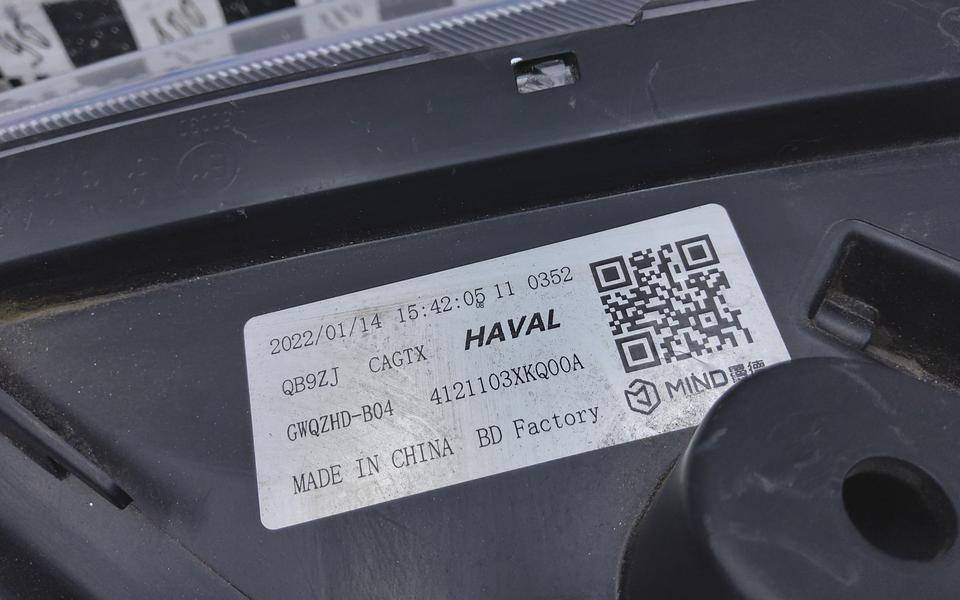 2022/01/14 15:42:05 11 0352
QB9ZJ CAGTX HAVAL
GWQZHD-B04 4121103XKQ00A
MADE IN CHINA BD Factory
MIND